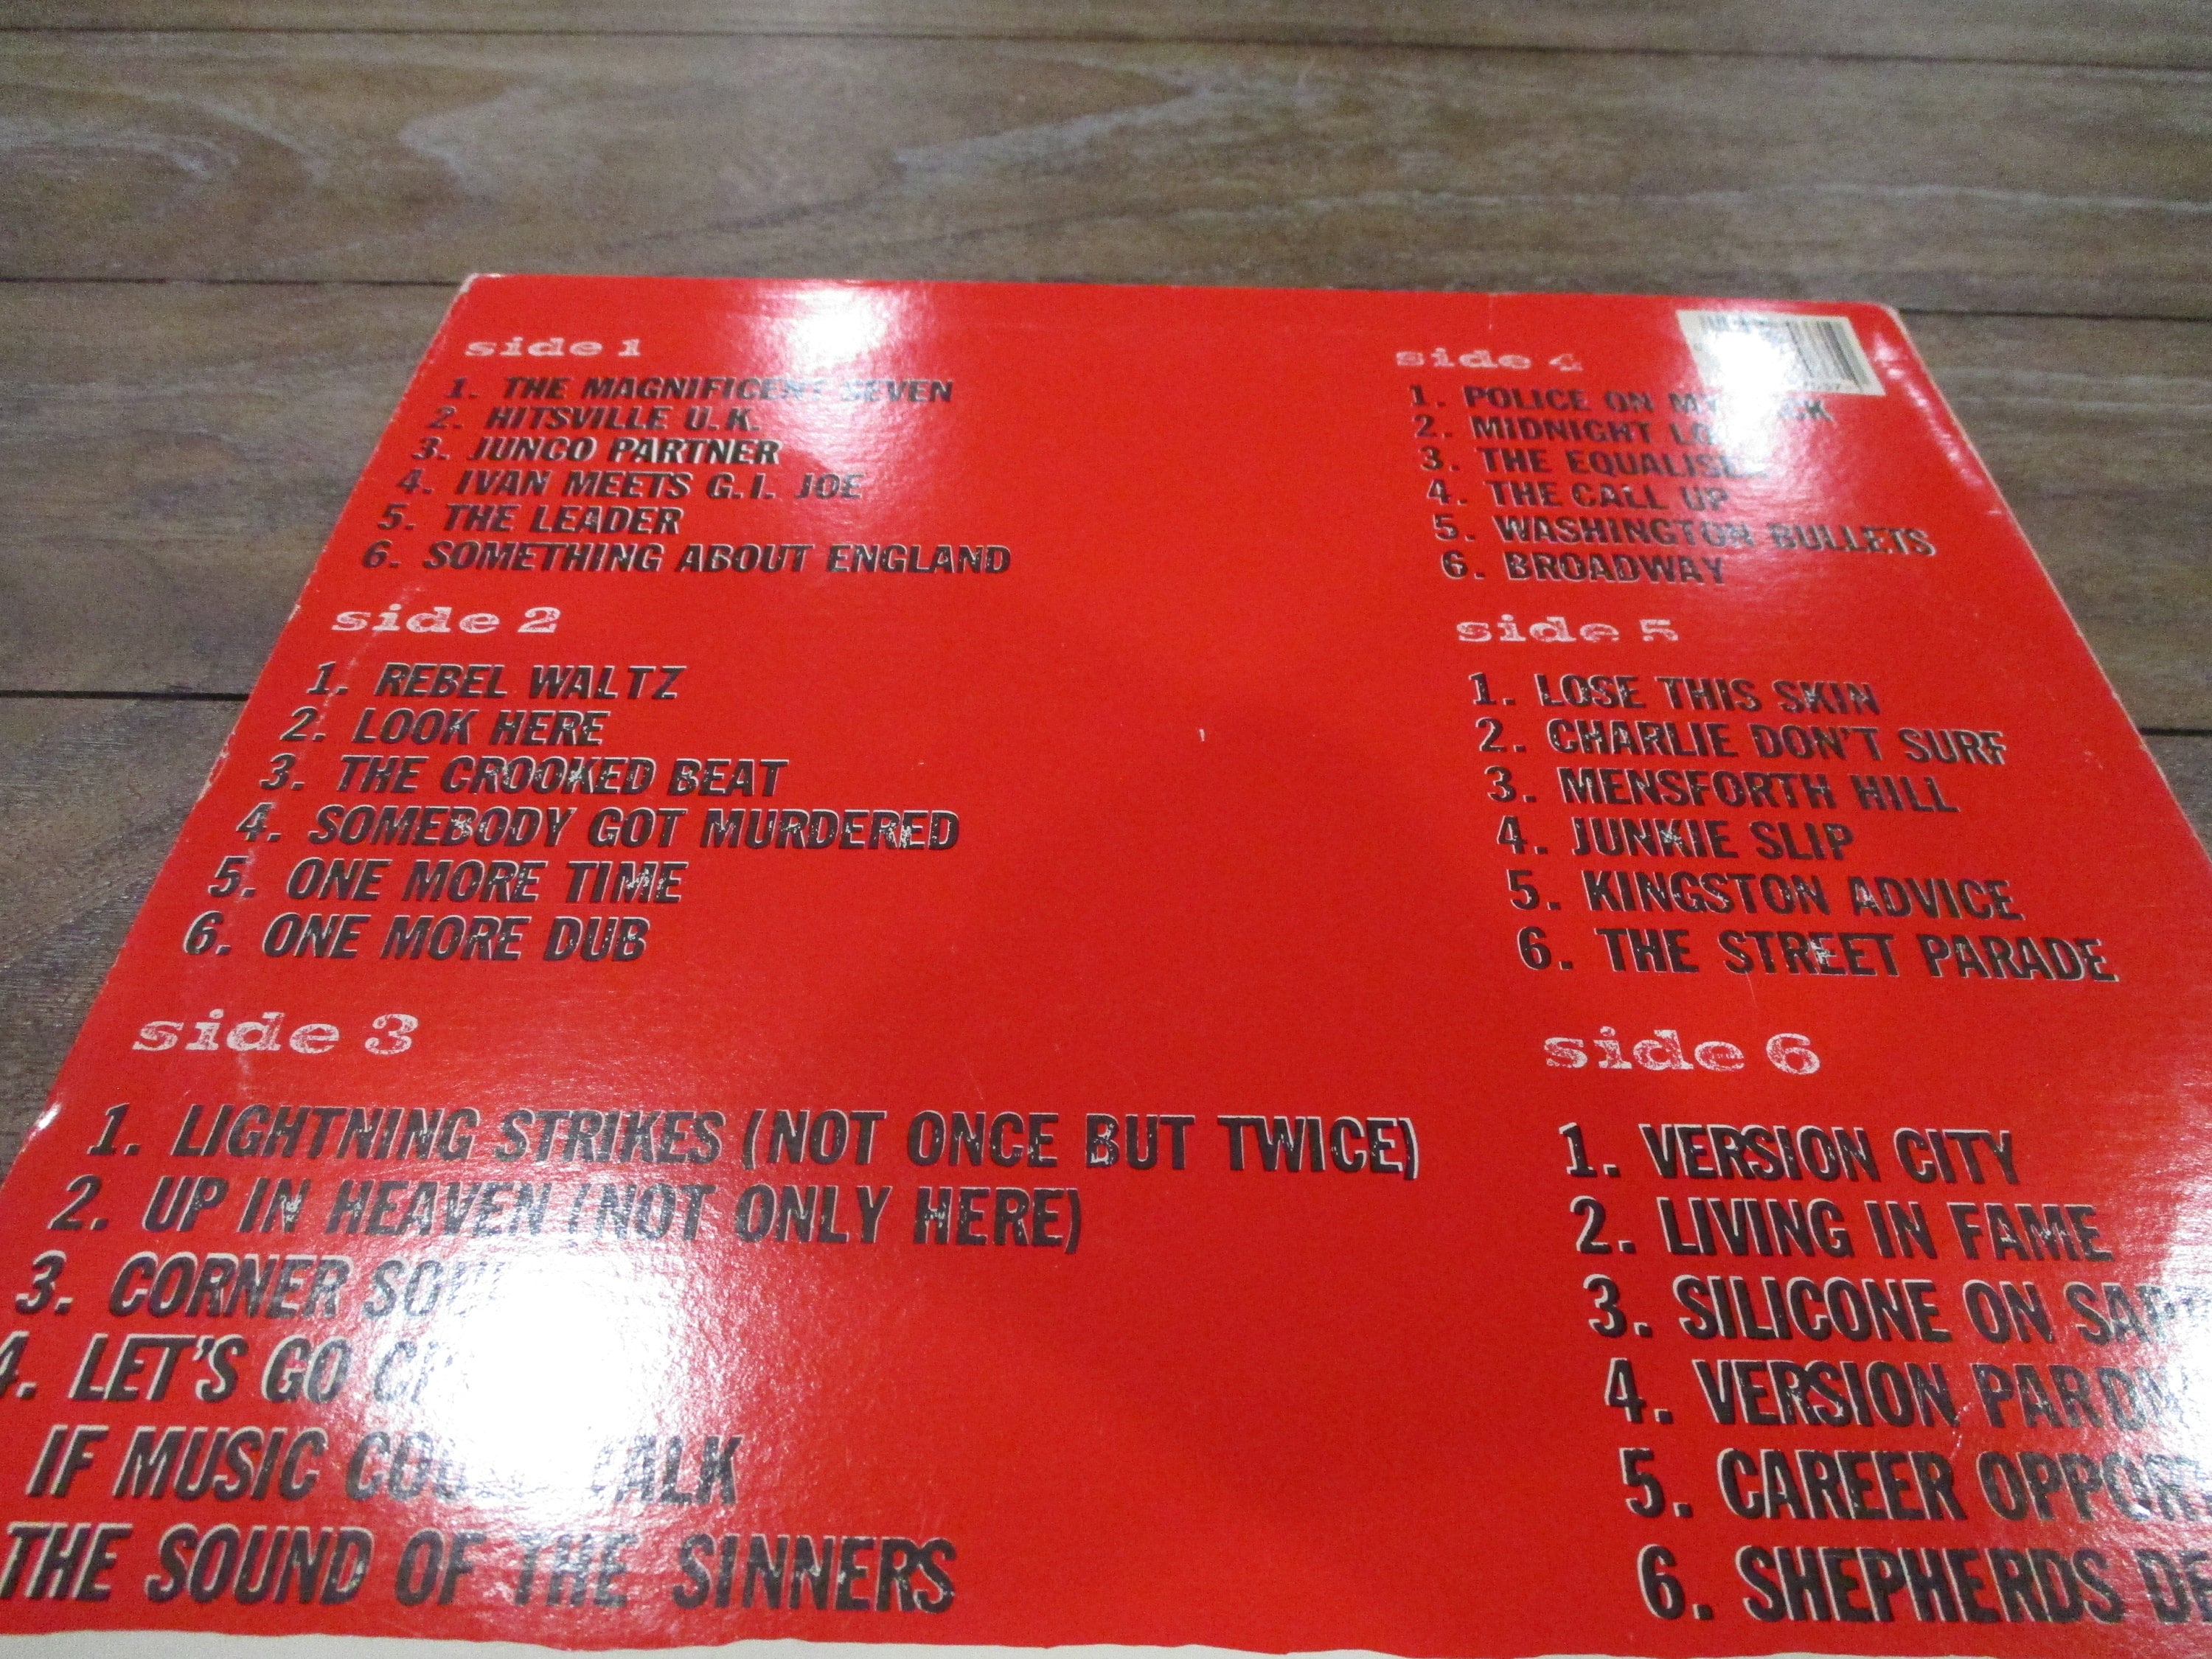 side 1
1. THE MAGNIFICENT SEVEN
2. HITSVILLE U.K.
3. JUNCO PARTNER
4. IVAN MEETS G.I. JOE
5. THE LEADER
6. SOMETHING ABOUT ENGLAND
side 2
1. REBEL WALTZ
2. LOOK HERE
3. THE CROOKED BEAT
4. SOMEBODY GOT MURDERED
5. ONE MORE TIME
6. ONE MORE DUB
side 3
1. LIGHTNING STRIKES (NOT ONCE BUT TWICE)
2. UP IN HEAVEN (NOT ONLY HERE)
3. CORNER
4. LET'S GO
IF MUSIC TALK
THE SOUND OF THE SINNERS
side 4
1. POLICE ON MY
2. MIDNIGHT
3. THE EQUALISER
4. THE CALL UP
5. WASHINGTON BULLETS
6. BROADWAY
side 5
1. LOSE THIS SKIN
2. CHARLIE DON'T SURF
3. MENSFORTH HILL
4. JUNKIE SLIP
5. KINGSTON ADVICE
6. THE STREET PARADE
side 6
1. VERSION CITY
2. LIVING IN FAME
3. SILICONE ON
4. VERSION
5. CAREER
6. SHEPHERDS